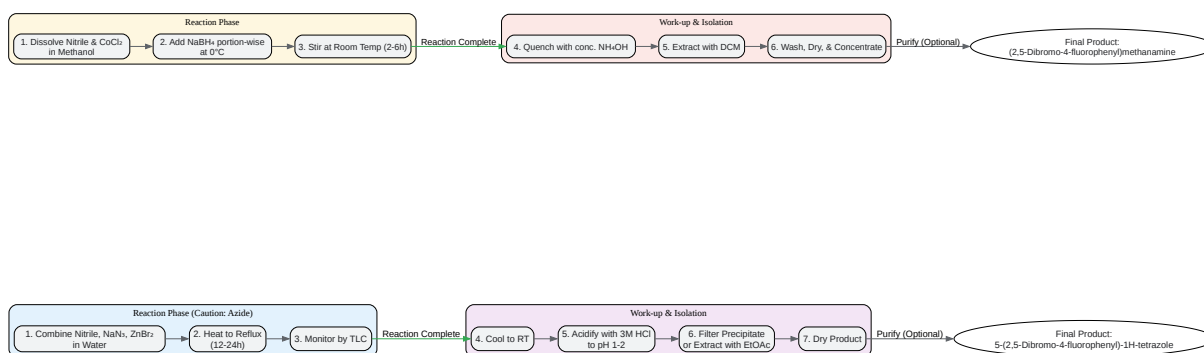 Reaction Phase
1. Dissolve Nitrile & CoCl₂
in Methanol
2. Add NaBH₄ portion-wise
at 0°C
3. Stir at Room Temp (2-6h)
Reaction Complete
Work-up & Isolation
4. Quench with conc. NH₄OH
5. Extract with DCM
6. Wash, Dry, & Concentrate
Purify (Optional)
Final Product:
(2,5-Dibromo-4-fluorophenyl)methanamine
Reaction Phase (Caution: Azide)
1. Combine Nitrile, NaN₃, ZnBr₂
in Water
2. Heat to Reflux
(12-24h)
3. Monitor by TLC
Reaction Complete
Work-up & Isolation
4. Cool to RT
5. Acidify with 3M HCl
to pH 1-2
6. Filter Precipitate
or Extract with EtOAc
7. Dry Product
Purify (Optional)
Final Product:
5-(2,5-Dibromo-4-fluorophenyl)-1H-tetrazole